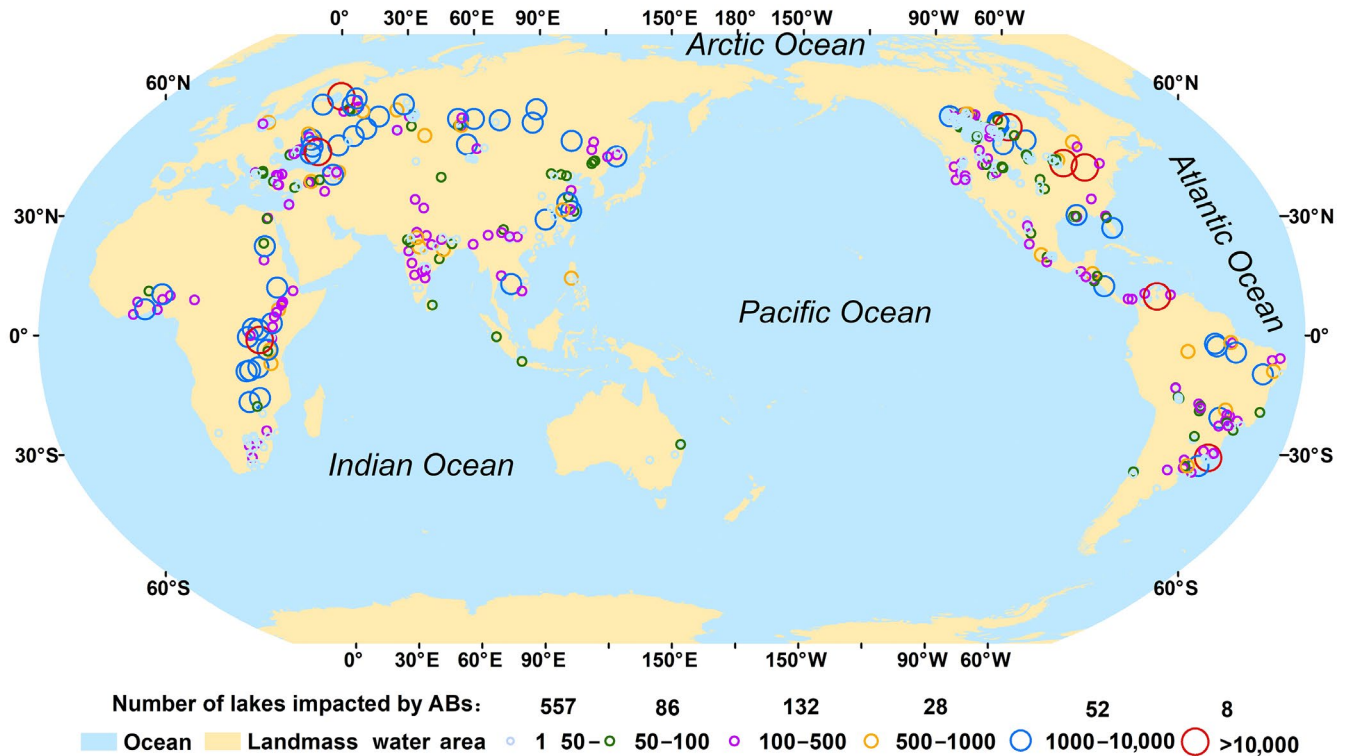 0° 30°E 60°E 90°E 150°E 180° 150°W 90°W 60°W
Arctic Ocean
60°N 60°N
Atlantic Ocean
30°N 30°N
Pacific Ocean
0° 0°
Indian Ocean
30°S 30°S
60°S 60°S
0° 30°E 60°E 90°E 150°E 150°W 90°W 60°W
Number of lakes impacted by ABs: 557 86 132 28 52 8
Ocean Landmass water area 1 50– 50–100 100–500 500–1000 1000–10,000 >10,000